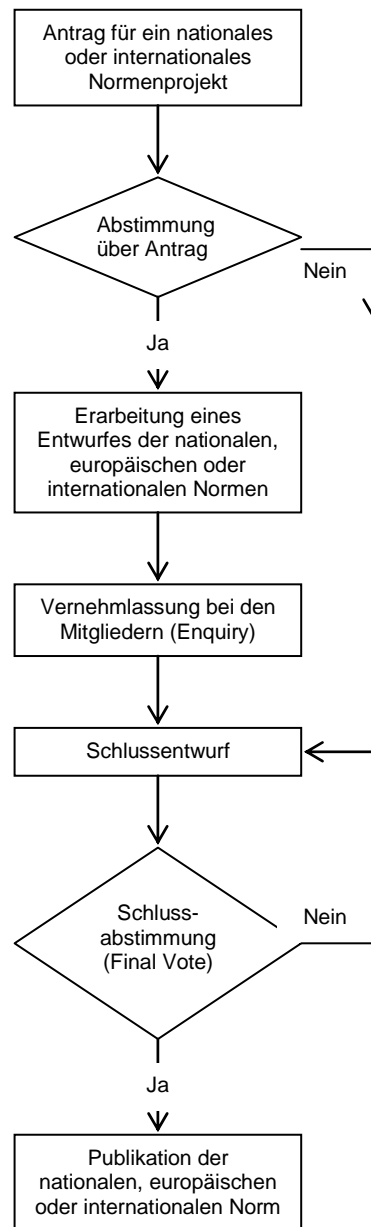 Antrag für ein nationales
oder internationales
Normenprojekt
Abstimmung
über Antrag
Nein
Ja
Erarbeitung eines
Entwurfes der nationalen,
europäischen oder
internationalen Normen
Vernehmlassung bei den
Mitgliedern (Enquiry)
Schlussentwurf
Schluss-
abstimmung
(Final Vote)
Nein
Ja
Publikation der
nationalen, europäischen
oder internationalen Norm